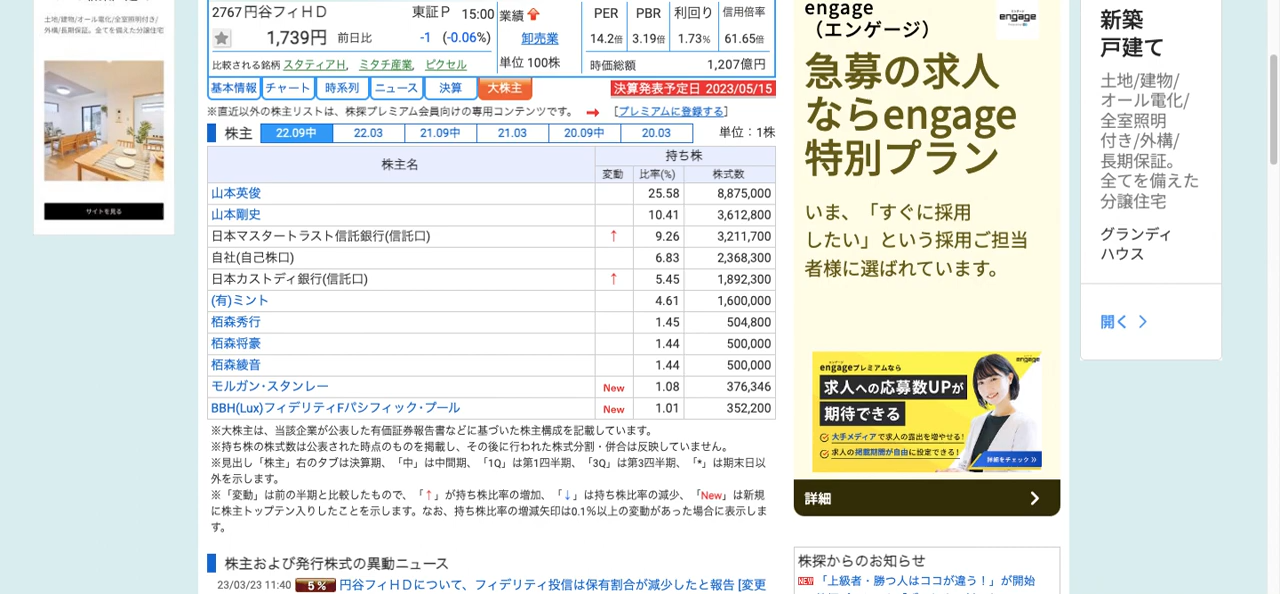 土地/建物/オール電化/全室照明付き/
外構/長期保証。全てを備えた分譲住宅
サイトを見る
2767 円谷フィHD 東証P 15:00
1,739円 前日比 -1 (-0.06%)
比較される銘柄 スタティアH, ミタチ産業, ピクセル
業績
卸売業
単位 100株
PER PBR 利回り 信用倍率
14.2倍 3.19倍 1.73% 61.65倍
時価総額 1,207億円
基本情報 チャート 時系列 ニュース 決算 大株主
決算発表予定日 2023/05/15
※直近以外の株主リストは、株探プレミアム会員向けの専用コンテンツです。 ➡ [プレミアムに登録する]
株主 22.09中 22.03 21.09中 21.03 20.09中 20.03 単位：1株
株主名 持ち株
変動 比率(%) 株式数
山本英俊 25.58 8,875,000
山本剛史 10.41 3,612,800
日本マスタートラスト信託銀行(信託口) ↑ 9.26 3,211,700
自社(自己株口) 6.83 2,368,300
日本カストディ銀行(信託口) ↑ 5.45 1,892,300
(有)ミント 4.61 1,600,000
栢森秀行 1.45 504,800
栢森将豪 1.44 500,000
栢森綾音 1.44 500,000
モルガン・スタンレー New 1.08 376,346
BBH(Lux)フィデリティFパシフィック・プール New 1.01 352,200
※大株主は、当該企業が公表した有価証券報告書などに基づいた株主構成を記載しています。
※持ち株の株式数は公表された時点のものを掲載し、その後に行われた株式分割・併合は反映していません。
※見出し「株主」右のタブは決算期、「中」は中間期、「1Q」は第1四半期、「3Q」は第3四半期、「*」は期末日以
外を示します。
※「変動」は前の半期と比較したもので、「↑」が持ち株比率の増加、「↓」は持ち株比率の減少、「New」は新規
に株主トップテン入りしたことを示します。なお、持ち株比率の増減矢印は0.1%以上の変動があった場合に表示しま
す。
株主および発行株式の異動ニュース
23/03/23 11:40 5% 円谷フィHDについて、フィデリティ投信は保有割合が減少したと報告 [変更
engage
（エンゲージ）
engage
急募の求人
ならengage
特別プラン
いま、「すぐに採用
したい」という採用ご担当
者様に選ばれています。
engageプレミアムなら
engage
求人への応募数UPが
期待できる
大手メディアで求人の露出を増やせる!
求人の掲載期間が自由に設定できる!
詳細をチェック
詳細
株探からのお知らせ
NEW 「上級者・勝つ人はココが違う！」が開始
新築
戸建て
土地/建物/
オール電化/
全室照明
付き/外構/
長期保証。
全てを備えた
分譲住宅
グランディ
ハウス
開く